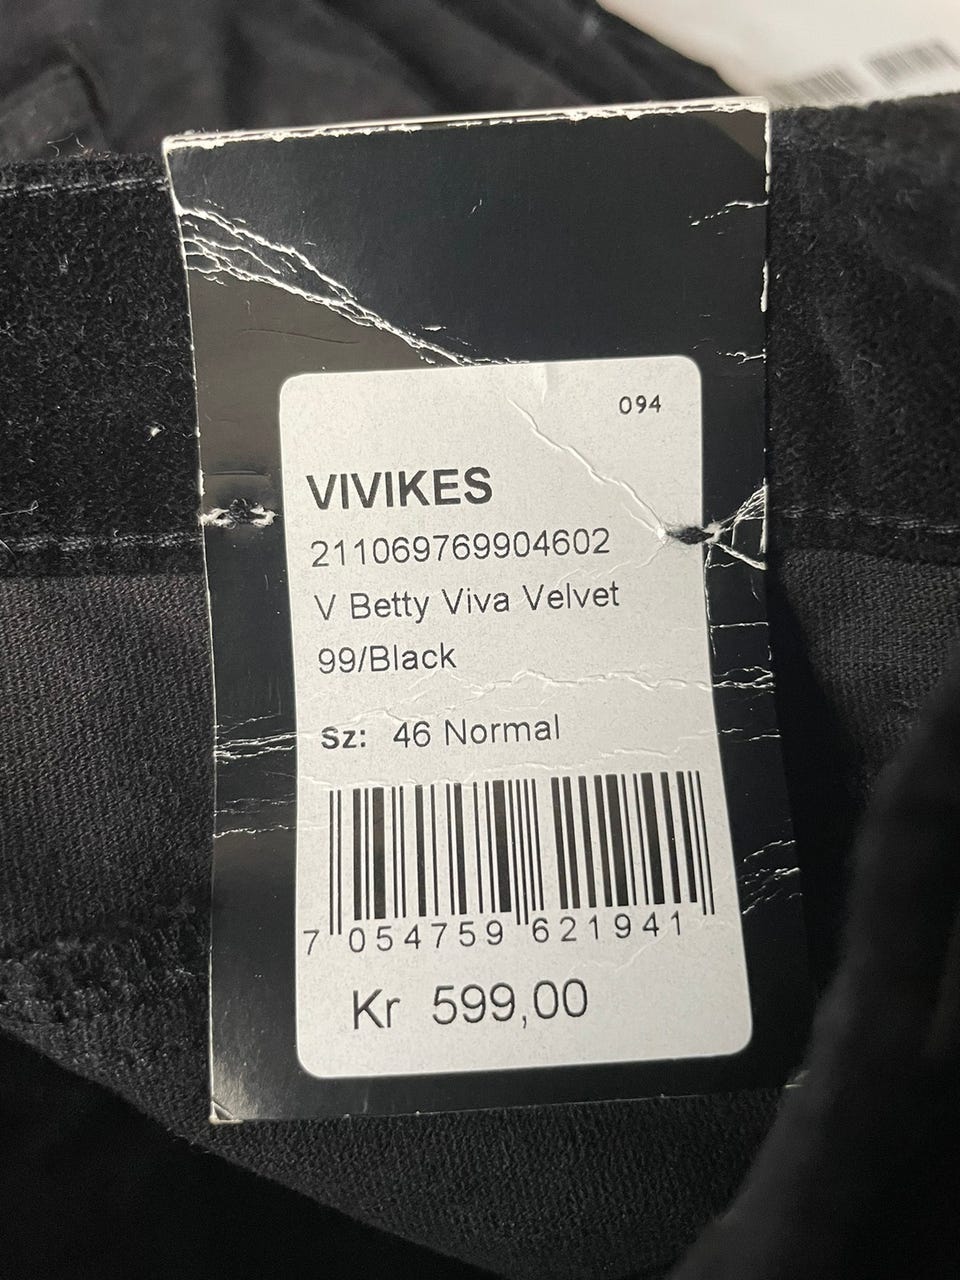 094
VIVIKES
211069769904602
V Betty Viva Velvet
99/Black
Sz: 46 Normal
7 054759 621941
Kr 599,00